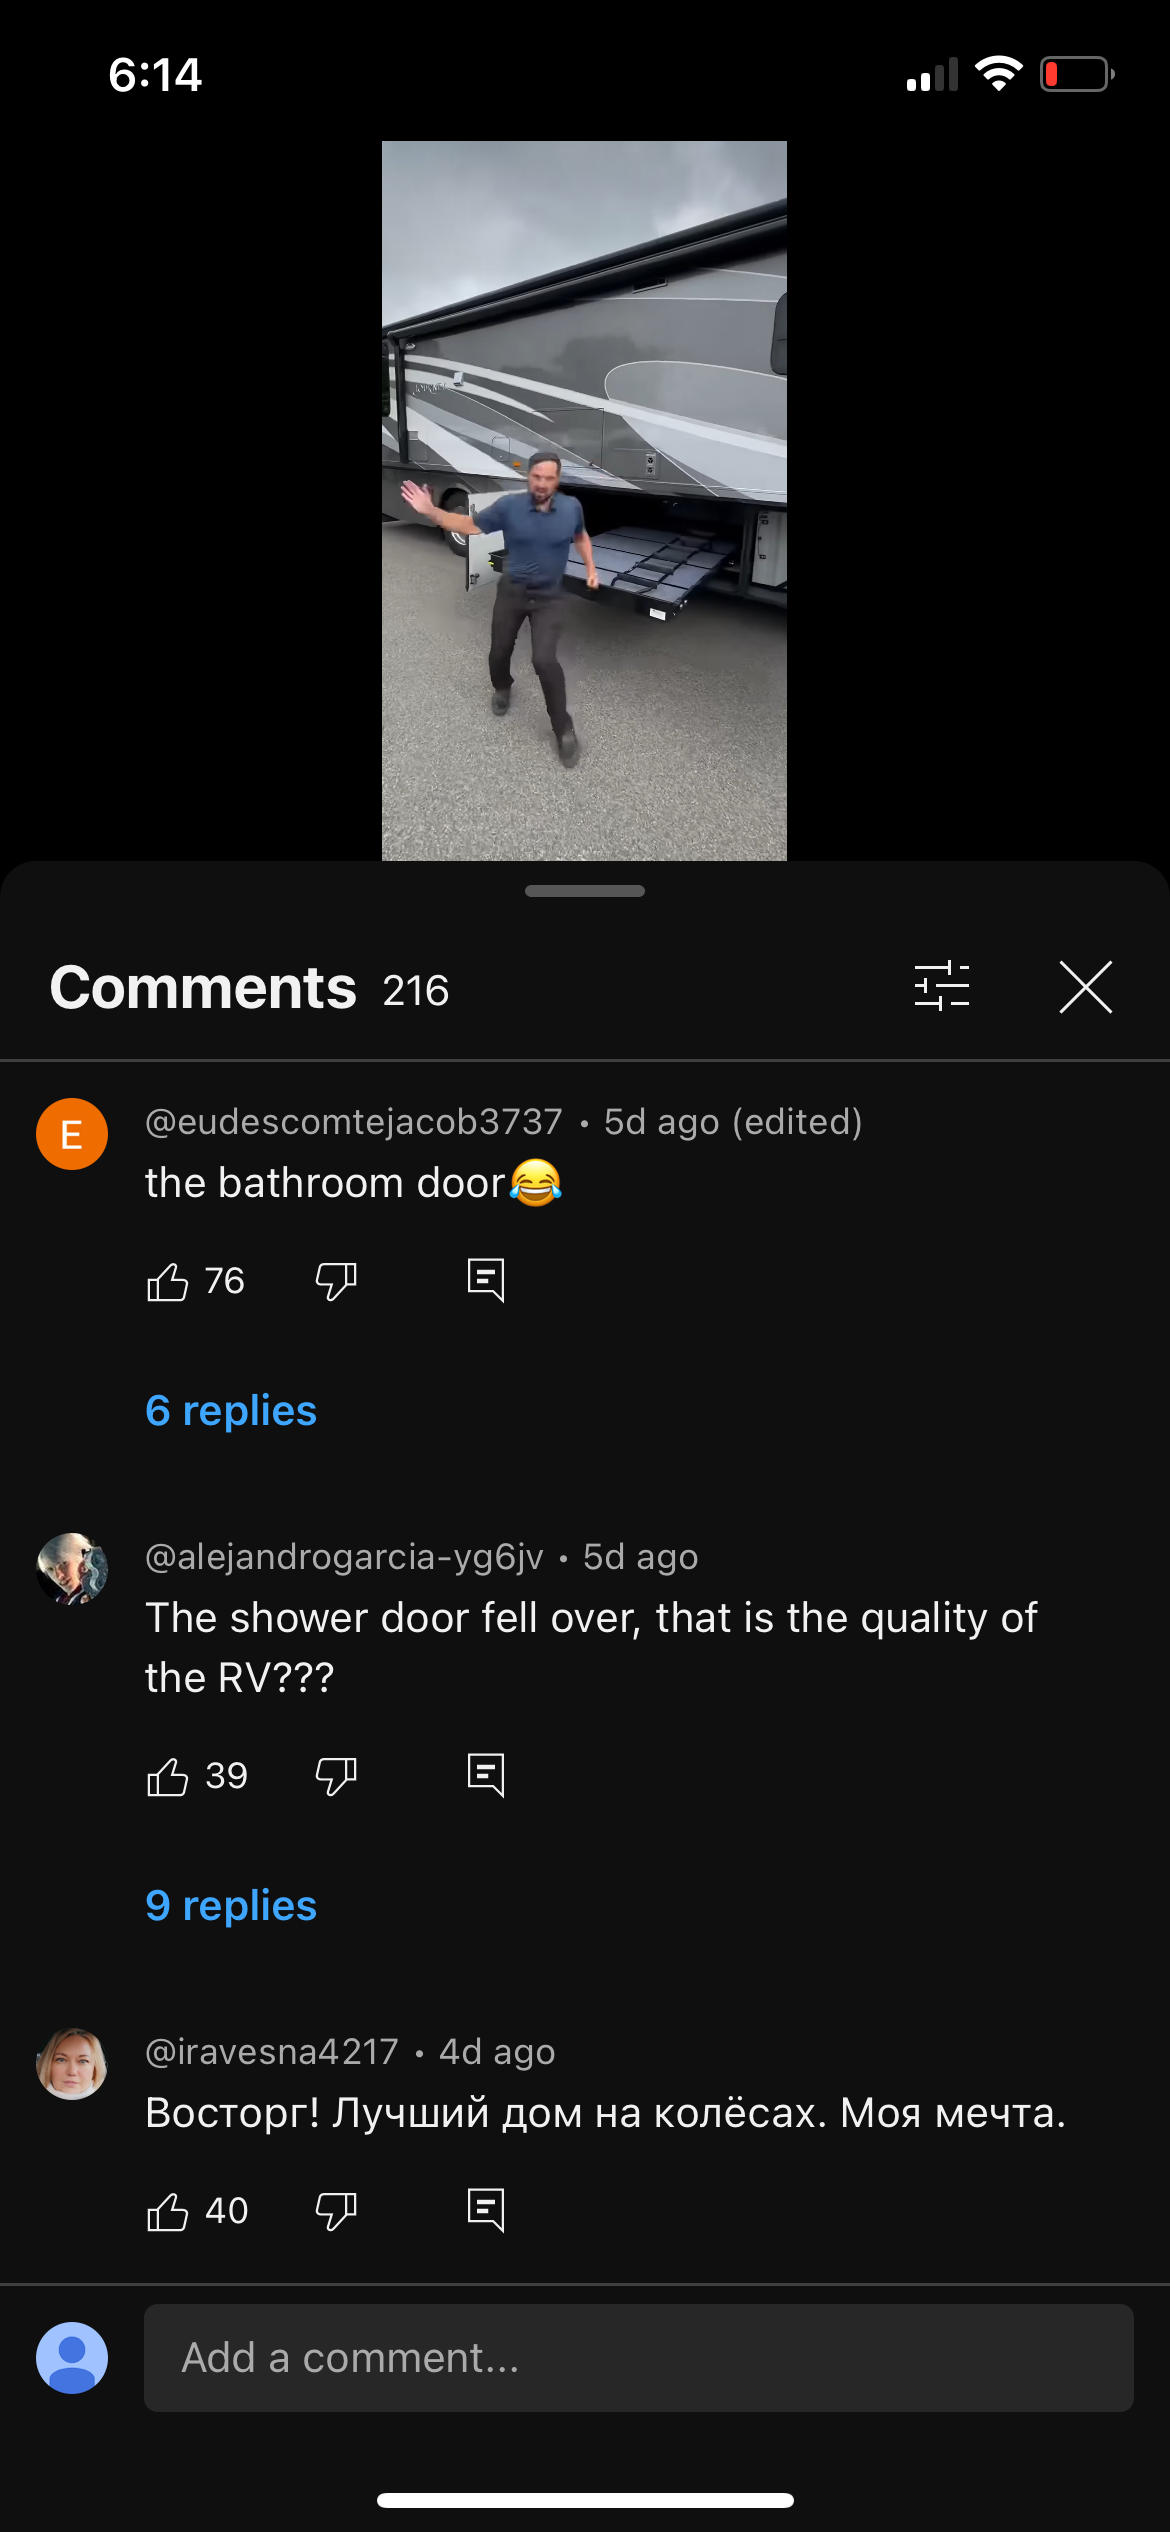 6:14
Comments 216
E
@eudescomtejacob3737 • 5d ago (edited)
the bathroom door😂
76
6 replies
@alejandrogarcia-yg6jv • 5d ago
The shower door fell over, that is the quality of
the RV???
39
9 replies
@iravesna4217 • 4d ago
Восторг! Лучший дом на колёсах. Моя мечта.
40
Add a comment...